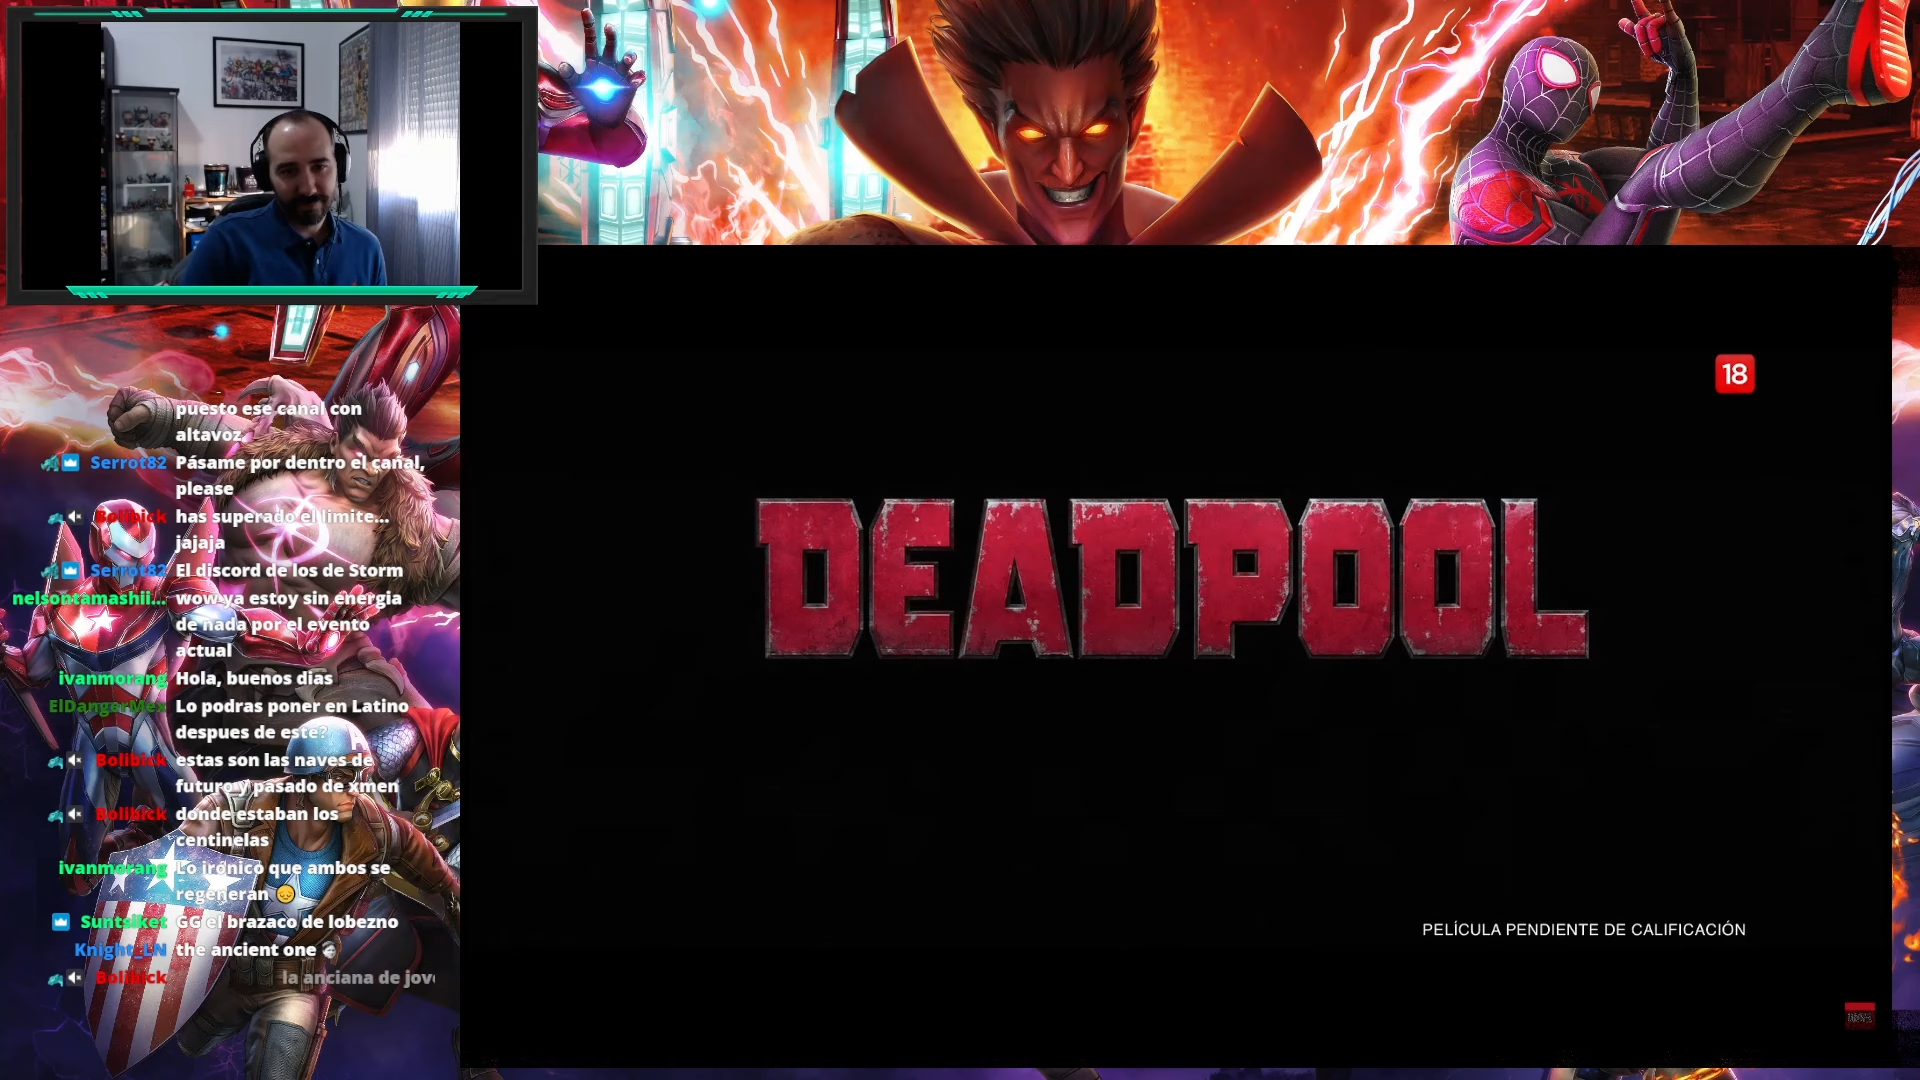 puesto ese canal con
altavoz.
Serrot82 Pásame por dentro el canal,
please
Bolibick has superado el limite...
jajaja
Serrot82 El discord de los de Storm
nelsontamashii... wow ya estoy sin energia
de nada por el evento
actual
ivanmorang Hola, buenos dias
ElDangerMex Lo podras poner en Latino
despues de este?
Bolibick estas son las naves de
futuro y pasado de xmen
Bolibick donde estaban los
centinelas
ivanmorang Lo irónico que ambos se
regeneran
Suntsiket GG el brazaco de lobezno
Knight_LN the ancient one
Bolibick la anciana de jov
18
DEADPOOL
PELÍCULA PENDIENTE DE CALIFICACIÓN